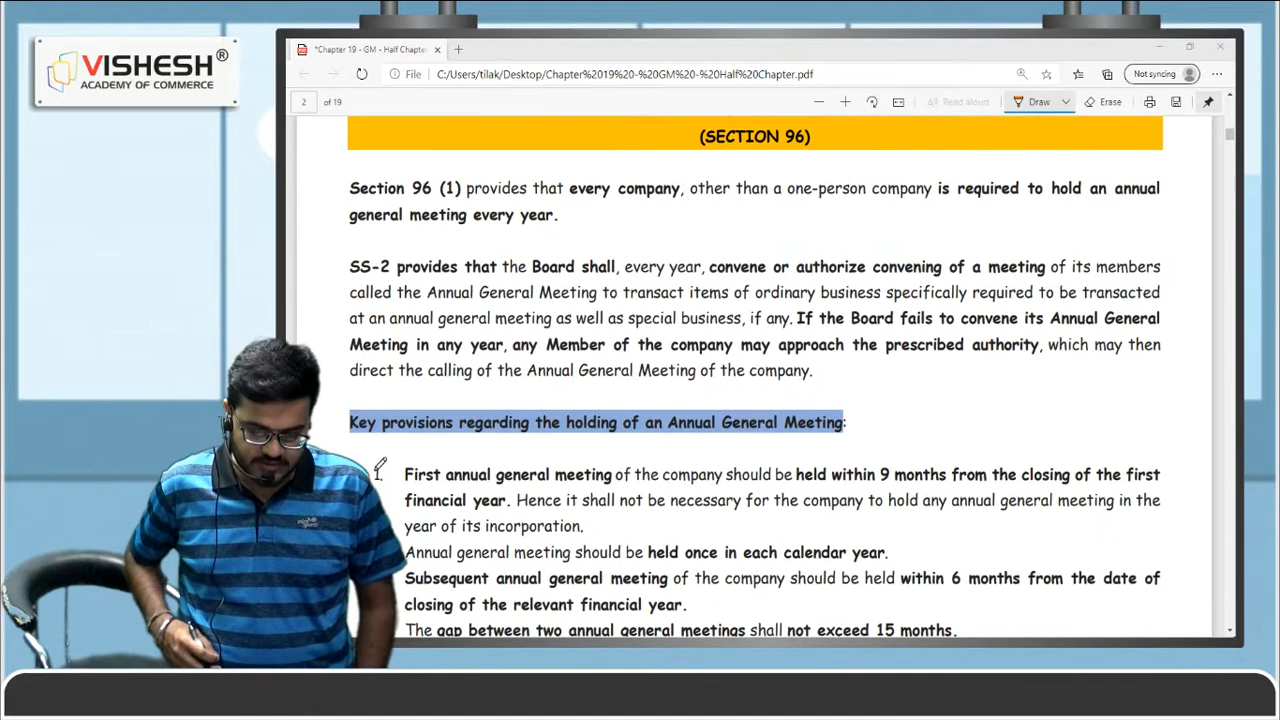 VISHESH®
ACADEMY OF COMMERCE
*Chapter 19 - GM - Half Chapte
File
C:/Users/tilak/Desktop/Chapter%2019%20-%20GM%20-%20Half%20Chapter.pdf
Not syncing
2 of 19
Read aloud
Draw
Erase
(SECTION 96)
Section 96 (1) provides that every company, other than a one-person company is required to hold an annual
general meeting every year.
SS-2 provides that the Board shall, every year, convene or authorize convening of a meeting of its members
called the Annual General Meeting to transact items of ordinary business specifically required to be transacted
at an annual general meeting as well as special business, if any. If the Board fails to convene its Annual General
Meeting in any year, any Member of the company may approach the prescribed authority, which may then
direct the calling of the Annual General Meeting of the company.
Key provisions regarding the holding of an Annual General Meeting:
1. First annual general meeting of the company should be held within 9 months from the closing of the first
financial year. Hence it shall not be necessary for the company to hold any annual general meeting in the
year of its incorporation.
Annual general meeting should be held once in each calendar year.
Subsequent annual general meeting of the company should be held within 6 months from the date of
closing of the relevant financial year.
The gap between two annual general meetings shall not exceed 15 months.